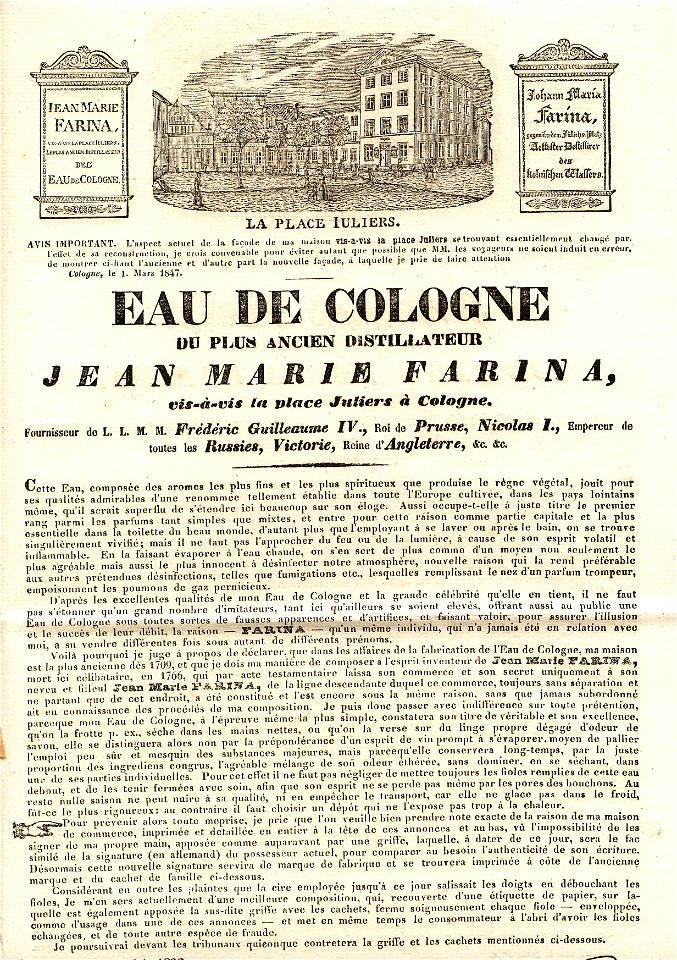 JEAN MARIE
FARINA,
VIS-A-VIS LA PLACE JULIERS,
LE PLUS ANCIEN DISTILLATEUR
DEE
EAU DE COLOGNE.
Johann Maria
Farina,
gegenüber dem Jülichs-Platz
Aeltester Destillirer
des
kölnischen Wassers.
LA PLACE IULIERS.
AVIS IMPORTANT. L'aspect actuel de la façade de ma maison vis-a-vis la place Juliers se trouvant essentiellement changé par.
l'effet de sa reconstruction, je crois convenable pour éviter autant que possible que MM. les voyageurs ne soient induit en erreur,
de montrer ci-haut l'ancienne et d'autre part la nouvelle façade, à laquelle je prie de faire attention
Cologne, le 1. Mars 1847.
EAU DE COLOGNE
DU PLUS ANCIEN DISTILLATEUR
JEAN MARIE FARINA,
vis-à-vis la place Juliers à Cologne.
Fournisseur de L. L. M. M. Frédéric Guilleaume IV., Roi de Prusse, Nicolas I., Empereur de
toutes les Russies, Victorie, Reine d'Angleterre, &c. &c.
Cette Eau, composée des aromes les plus fins et les plus spiritueux que produise le règne végétal, jouit pour
ses qualités admirables d'une renommée tellement établie dans toute l'Europe cultivée, dans les pays lointains
même, qu'il serait superflu de s'étendre ici beaucoup sur son éloge. Aussi occupe-t-elle à juste titre le premier
rang parmi les parfums tant simples que mixtes, et entre pour cette raison comme partie capitale et la plus
essentielle dans la toilette du beau monde, d'autant plus que l'employant à se laver ou après le bain, on se trouve
singulièrement vivifié; mais il ne faut pas l'approcher du feu ou de la lumière, à cause de son esprit volatil et
inflammable. En la faisant évaporer à l'eau chaude, on s'en sert de plus comme d'un moyen non seulement le
plus agréable mais aussi le plus innocent à désinfecter notre atmosphère, nouvelle raison qui la rend préférable
aux autres prétendues désinfections, telles que fumigations etc., lesquelles remplissant le nez d'un parfum trompeur,
empoisonnent les poumons de gaz pernicieux.
D'après les excellentes qualités de mon Eau de Cologne et la grande célébrité qu'elle en tient, il ne faut
pas s'étonner qu'un grand nombre d'imitateurs, tant ici qu'ailleurs se soient élevés, offrant aussi au public une
Eau de Cologne sous toutes sortes de fausses apparences et d'artifices, et faisant valoir, pour assurer l'illusion
et le succès de leur débit, la raison — FARINA — qu'un même individu, qui n'a jamais été en relation avec
moi, a su vendre différentes fois sous autant de différents prénoms.
Voilà pourquoi je juge à propos de déclarer, que dans les affaires de la fabrication de l'Eau de Cologne, ma maison
est la plus ancienne dès 1709, et que je dois ma manière de composer à l'esprit inventeur de Jean Marie FARINA,
mort ici célibataire, en 1766, qui par acte testamentaire laissa son commerce et son secret uniquement à son
neveu et filleul Jean Marie FARINA, de la ligne descendante duquel ce commerce, toujours sans séparation et
ne partant que de cet endroit, a été constitué et l'est encore sous la même raison, sans que jamais subordonné
ait eu connaissance des procédés de ma composition. Je puis donc passer avec indifférence sur toute prétention,
parceque mon Eau de Cologne, à l'épreuve même la plus simple, constatera son titre de véritable et son excellence,
qu'on la frotte p. ex., sèche dans les mains nettes, ou qu'on la verse sur du linge propre dégagé d'odeur de
savon, elle se distinguera alors non par la prépondérance d'un esprit de vin prompt à s'évaporer, moyen de pallier
l'emploi peu sûr et mesquin des substances majeures, mais parcequ'elle conservera long-temps, par la juste
proportion des ingrediens congrus, l'agréable mélange de son odeur éthérée, sans dominer, en se séchant, dans
une de ses parties individuelles. Pour cet effet il ne faut pas négliger de mettre toujours les fioles remplies de cette eau
debout, et de les tenir fermées avec soin, afin que son esprit ne se perde pas même par les pores des bouchons. Au
reste nulle saison ne peut nuire à sa qualité, ni en empêcher le transport, car elle ne glace pas dans le froid,
fût-ce le plus rigoureux; au contraire il faut choisir un dépôt qui ne l'expose pas trop à la chaleur.
Pour prévenir alors toute méprise, je prie que l'on veuille bien prendre note exacte de la raison de ma maison
de commerce, imprimée et detaillée en entier à la tête de ces annonces et au bas, vû l'impossibilité de les
signer de ma propre main, apposée comme auparavant par une griffe, laquelle, à dater de ce jour, sera le fac
similé de la signature (en allemand) du possesseur actuel, pour comparer au besoin l'authenticité de son écriture.
Désormais cette nouvelle signature servira de marque de fabrique et se trouvera imprimée à côte de l'ancienne
marque et du cachet de famille ci-dessous.
Considérant en outre les plaintes que la cire employée jusqu'à ce jour salissait les doigts en débouchant les
fioles, Je m'en sers actuellement d'une meilleure composition, qui, recouverte d'une étiquette de papier, sur la-
quelle est également apposée la sus-dite griffe avec les cachets, ferme soigneusement chaque fiole — enveloppée,
comme d'usage dans une de ces annonces — et met en même temps le consommateur à l'abri d'avoir les fioles
échangées, et de toute autre espèce de fraude.
Je poursuivrai devant les tribunaux quiconque contretera la griffe et les cachets mentionnés ci-dessous.